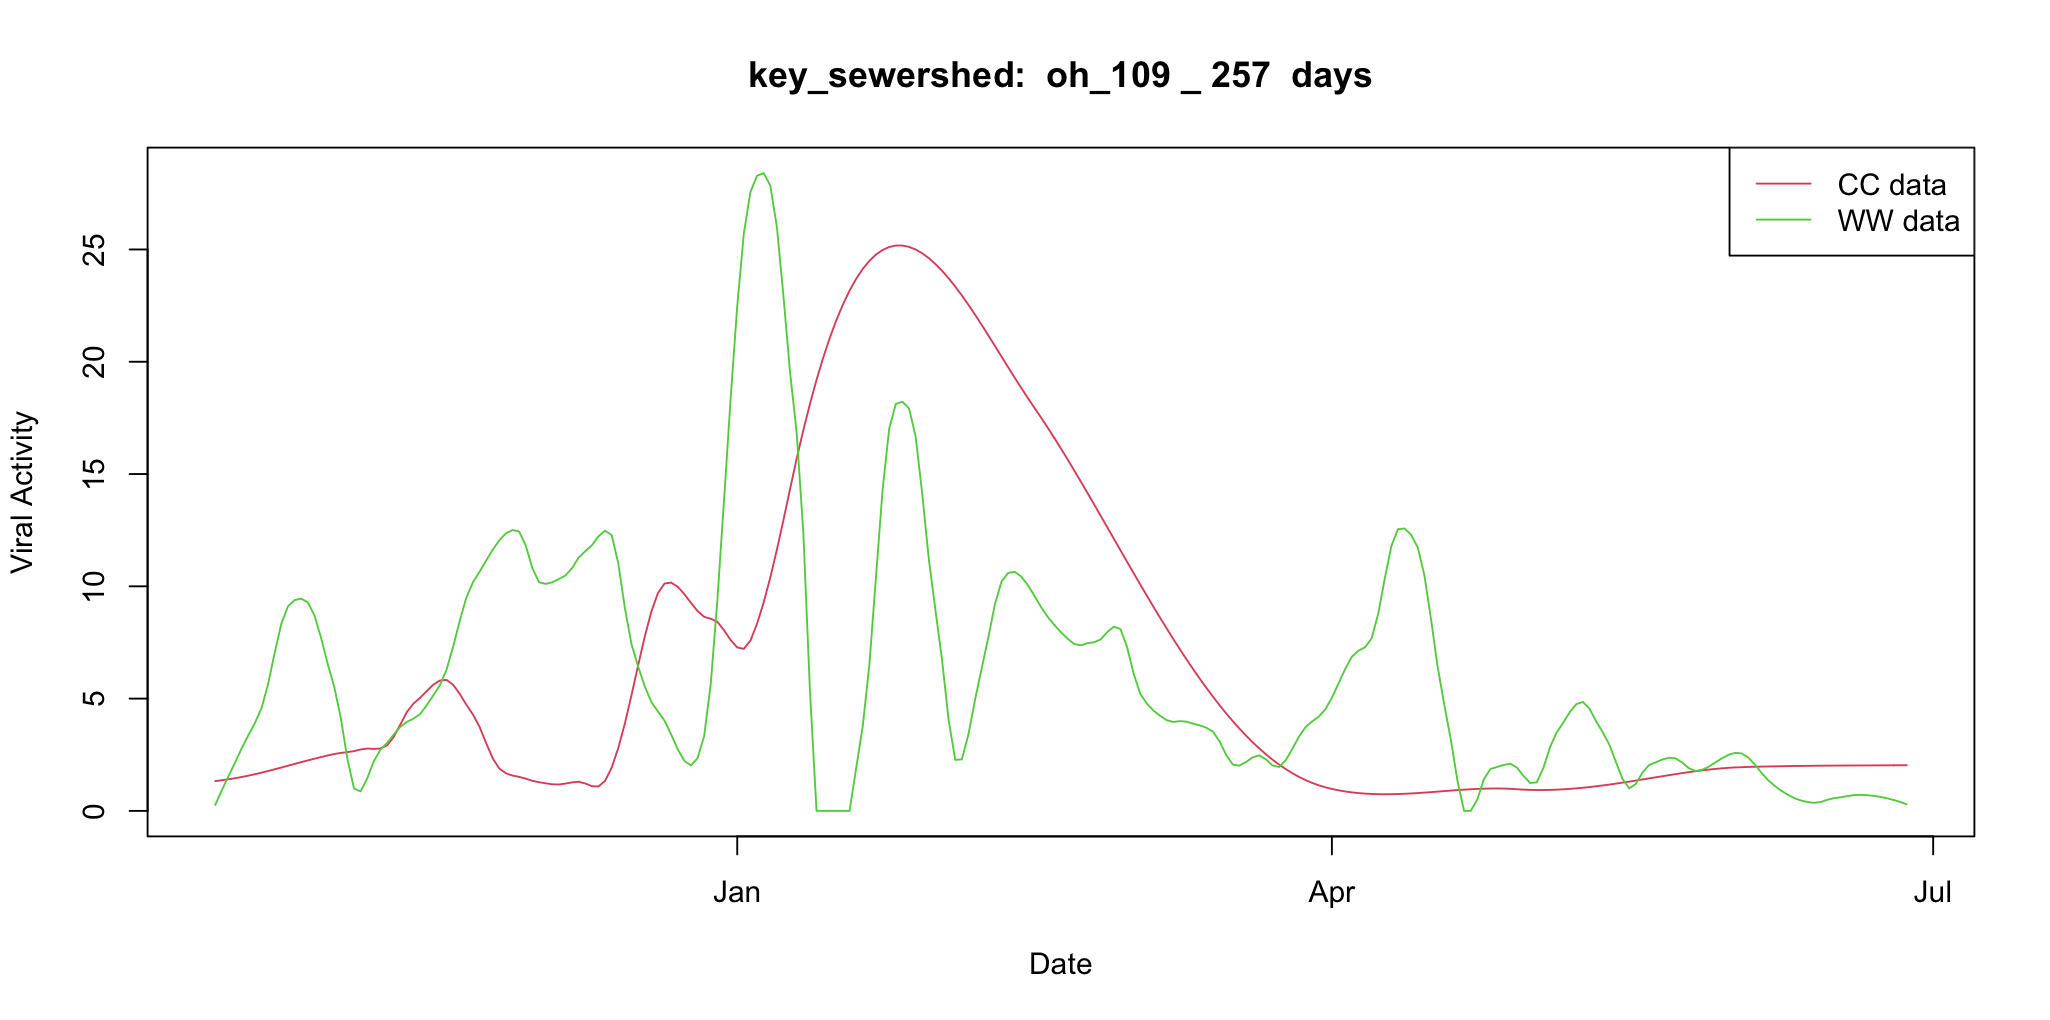 key_sewershed:  oh_109 _ 257  days
CC data
WW data
Viral Activity
25
20
15
10
5
0
Jan
Apr
Jul
Date